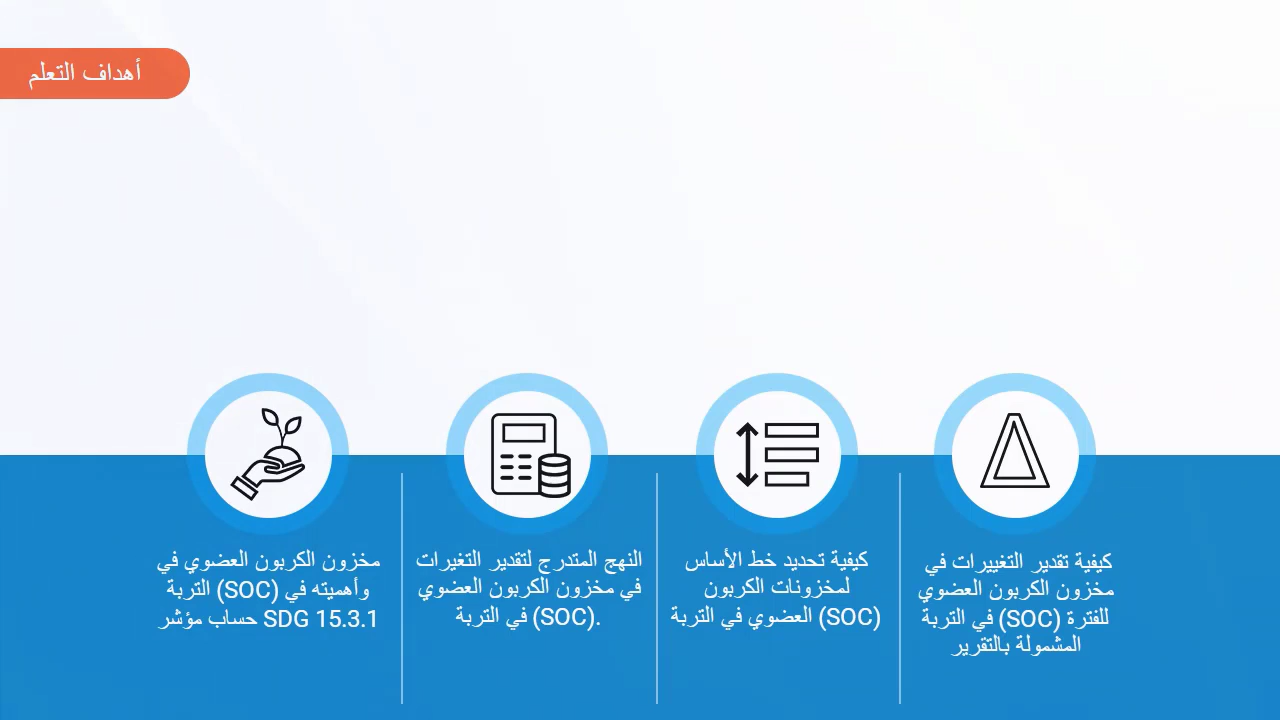 أهداف التعلم
مخزون الكربون العضوي في
التربة (SOC) وأهميته في
حساب مؤشر SDG 15.3.1
النهج المتدرج لتقدير التغيرات
في مخزون الكربون العضوي
في التربة (SOC).
كيفية تحديد خط الأساس
لمخزونات الكربون
العضوي في التربة (SOC)
كيفية تقدير التغييرات في
مخزون الكربون العضوي
في التربة (SOC) للفترة
المشمولة بالتقرير